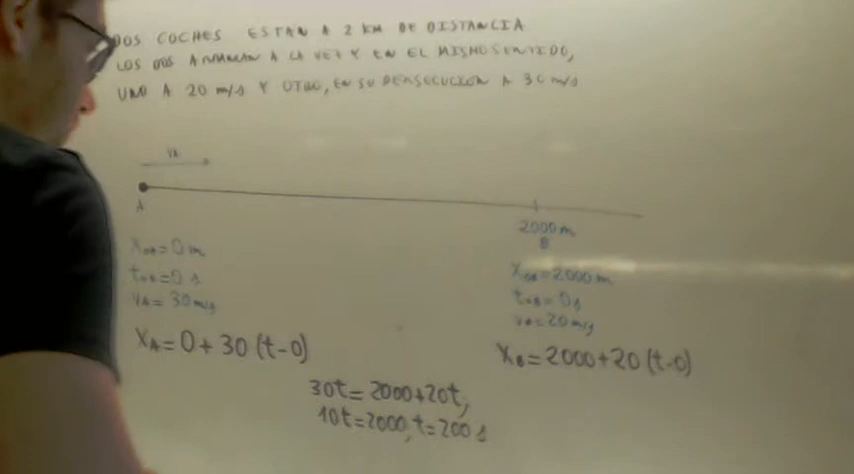 DOS COCHES ESTAN A 2 KM DE DISTANCIA
LOS DOS ARRANCAN A LA VEZ Y EN EL MISMO SENTIDO,
UNO A 20 m/s Y OTRO, EN SU PERSECUCION A 30 m/s
VA
A
2000 m
B
X₀A=0 m
t₀A=0 s
VA= 30 m/s
XA=0+30(t-0)
X₀B=2000 m
t₀B=0s
VB=20 m/s
XB=2000+20(t-0)
30t=2000+20t;
10t=2000, t=200 s